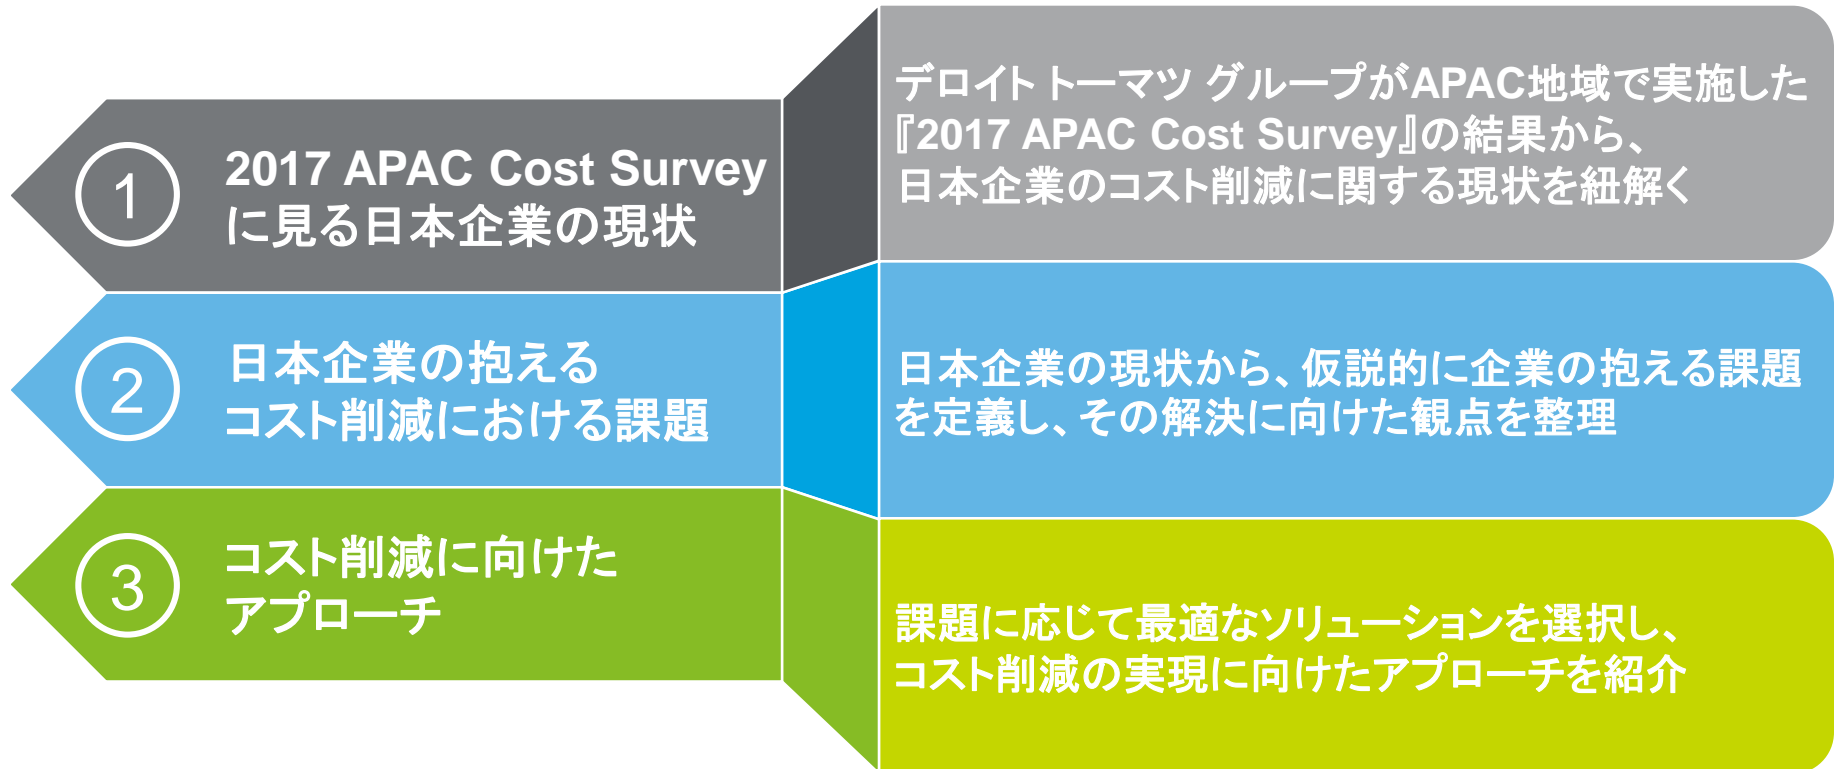 1
2017 APAC Cost Survey
に見る日本企業の現状
デロイト トーマツ グループがAPAC地域で実施した
『2017 APAC Cost Survey』の結果から、
日本企業のコスト削減に関する現状を紐解く
2
日本企業の抱える
コスト削減における課題
日本企業の現状から、仮説的に企業の抱える課題
を定義し、その解決に向けた観点を整理
3
コスト削減に向けた
アプローチ
課題に応じて最適なソリューションを選択し、
コスト削減の実現に向けたアプローチを紹介